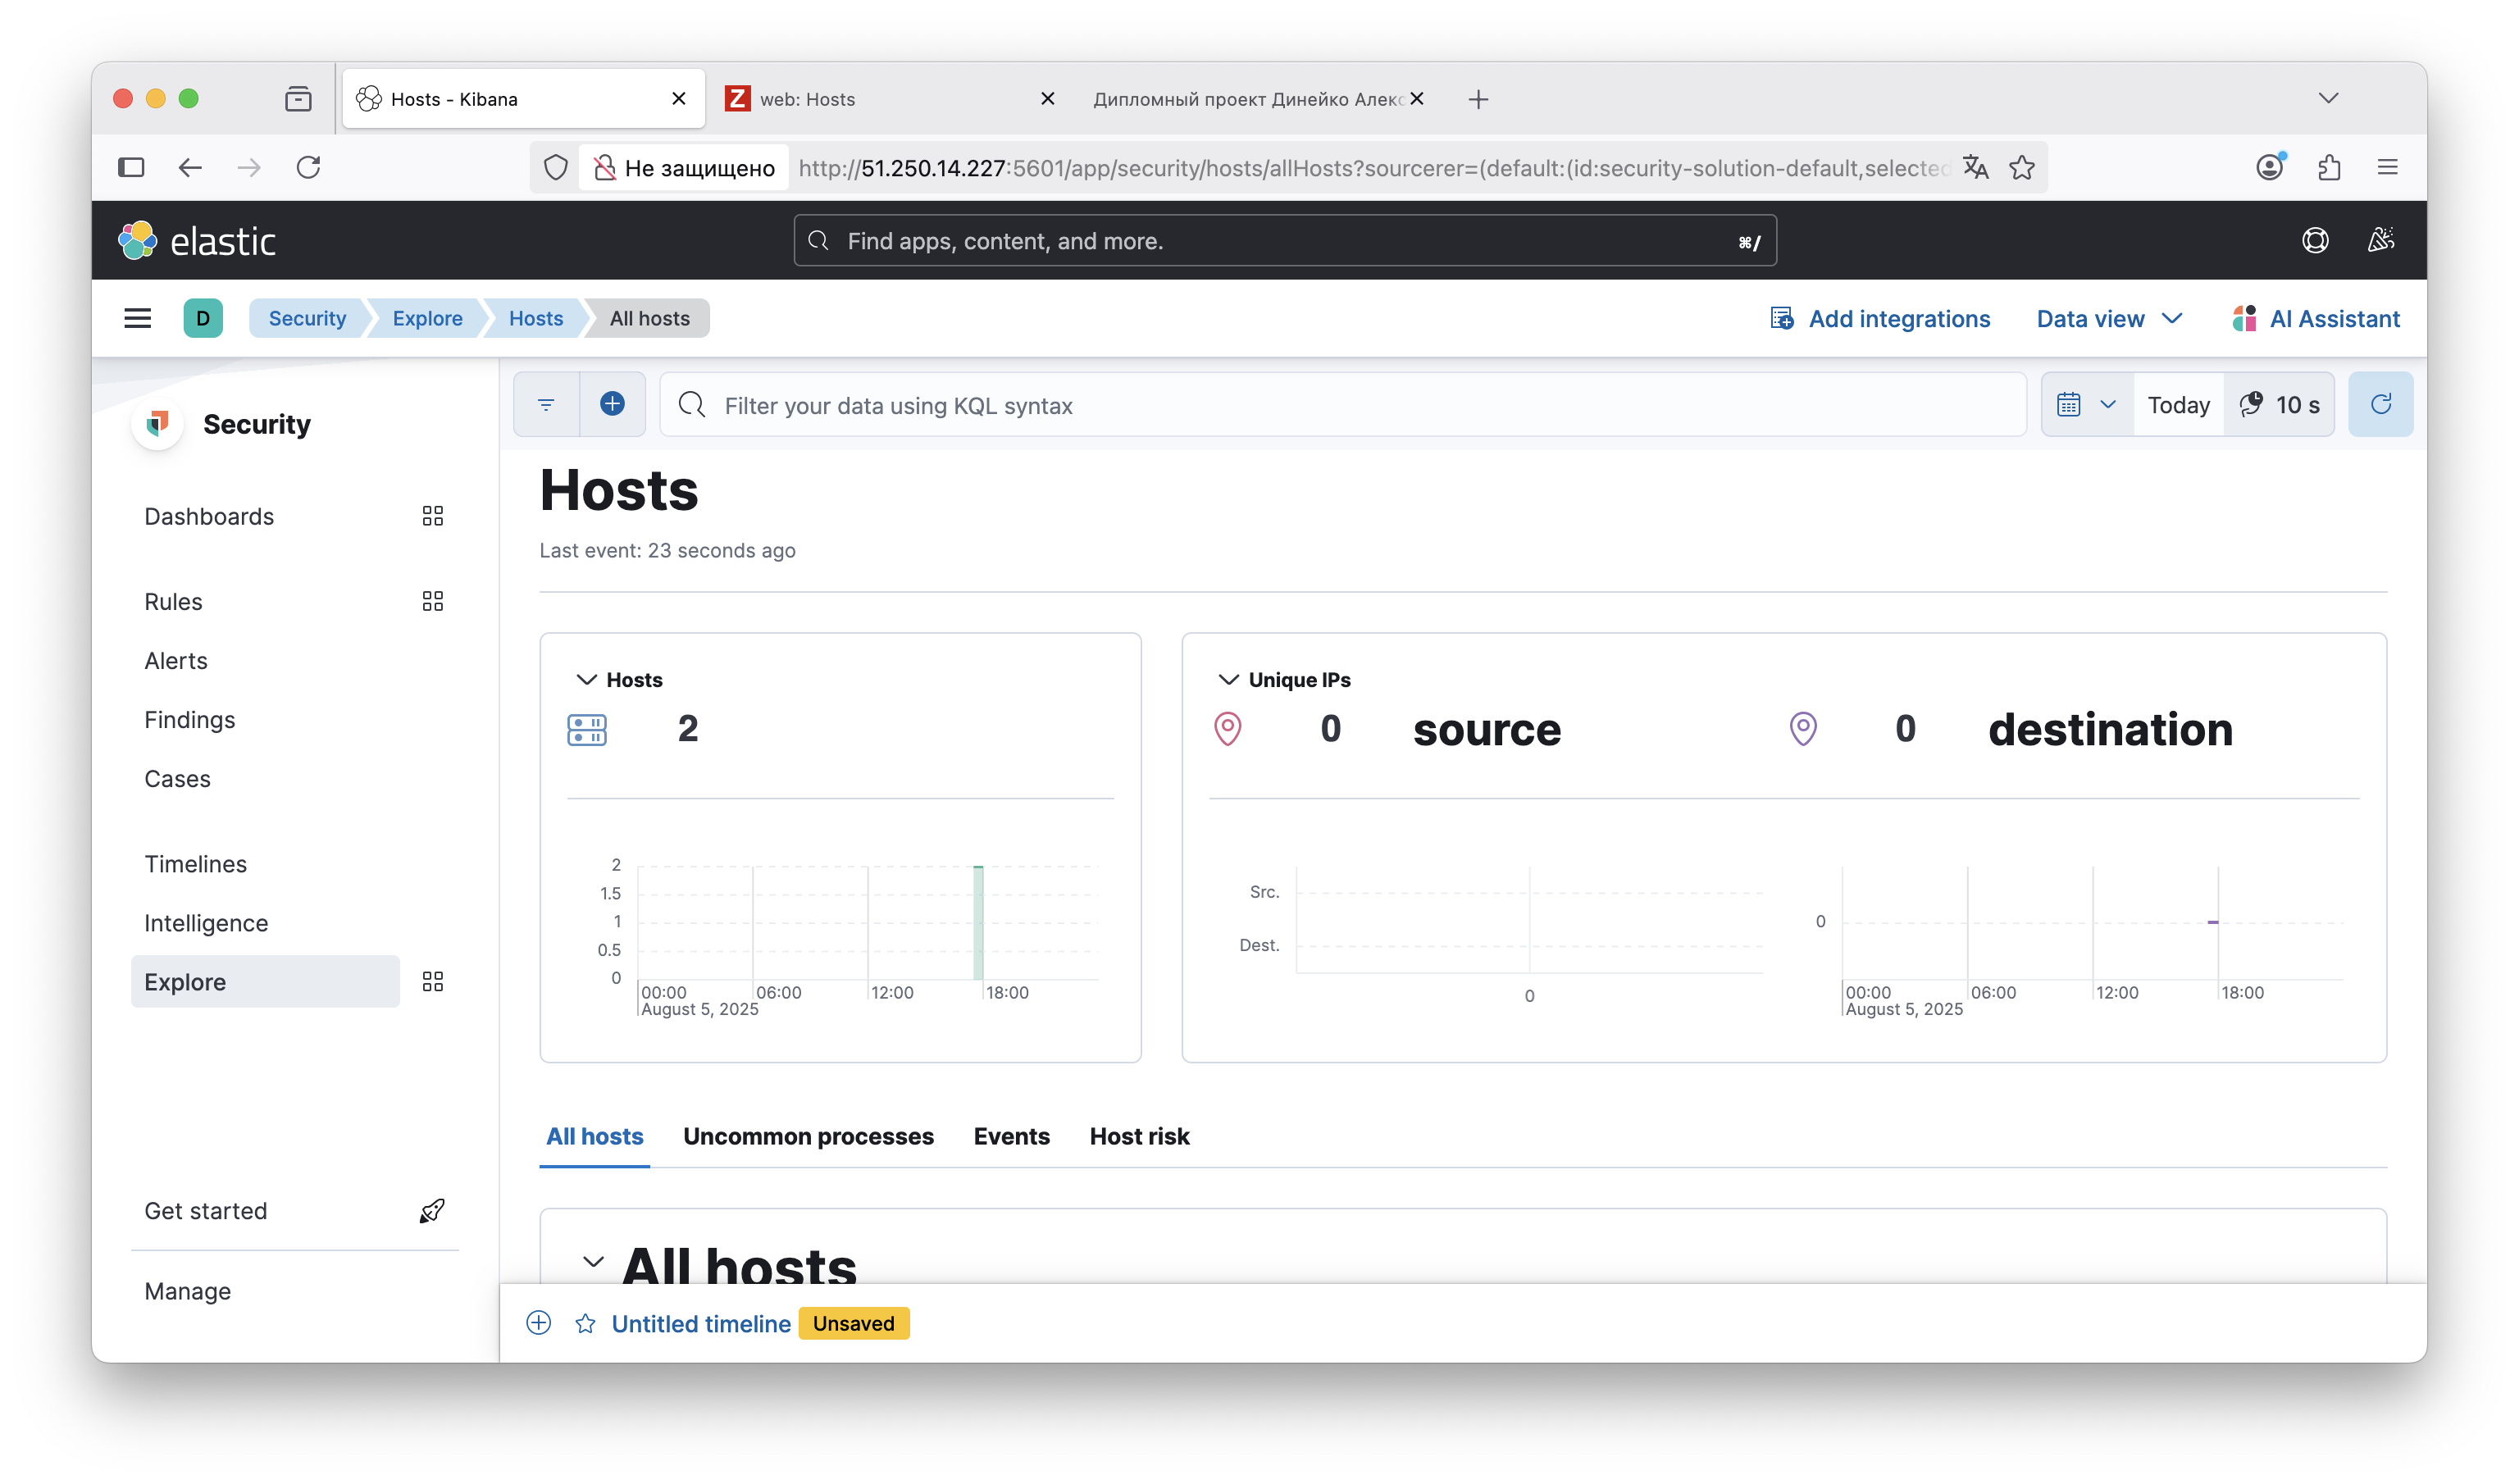 Hosts - Kibana
web: Hosts
Дипломный проект Динейко Алекс
Не защищено
http://51.250.14.227:5601/app/security/hosts/allHosts?sourcerer=(default:(id:security-solution-default,selected
elastic
Find apps, content, and more.
⌘/
D
Security
Explore
Hosts
All hosts
Add integrations
Data view
AI Assistant
Security
Dashboards
Rules
Alerts
Findings
Cases
Timelines
Intelligence
Explore
Get started
Manage
Filter your data using KQL syntax
Today
10 s
Hosts
Last event: 23 seconds ago
Hosts
2
2
1.5
1
0.5
0
00:00 06:00 12:00 18:00
August 5, 2025
Unique IPs
0 source
0 destination
Src.
Dest.
0
0
00:00 06:00 12:00 18:00
August 5, 2025
All hosts
Uncommon processes
Events
Host risk
All hosts
Untitled timeline
Unsaved